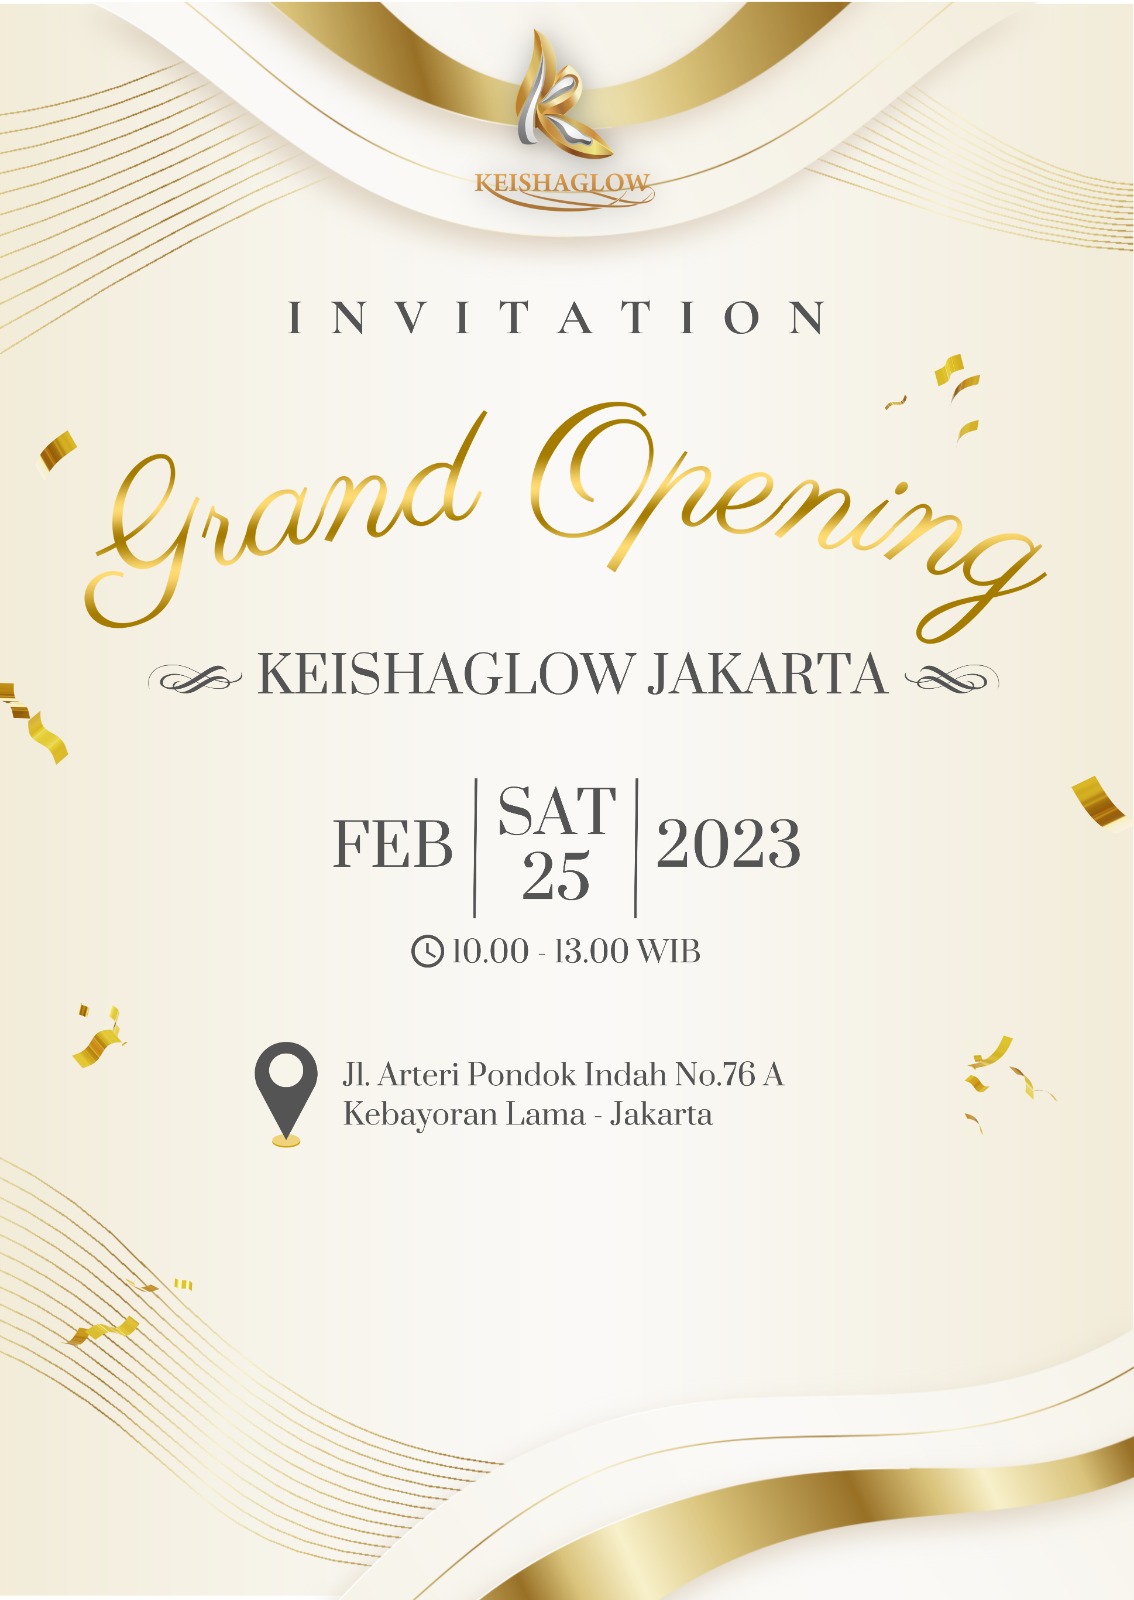 KEISHAGLOW
INVITATION
Grand Opening
KEISHAGLOW JAKARTA
FEB
SAT
25
2023
10.00 - 13.00 WIB
Jl. Arteri Pondok Indah No.76 A
Kebayoran Lama - Jakarta